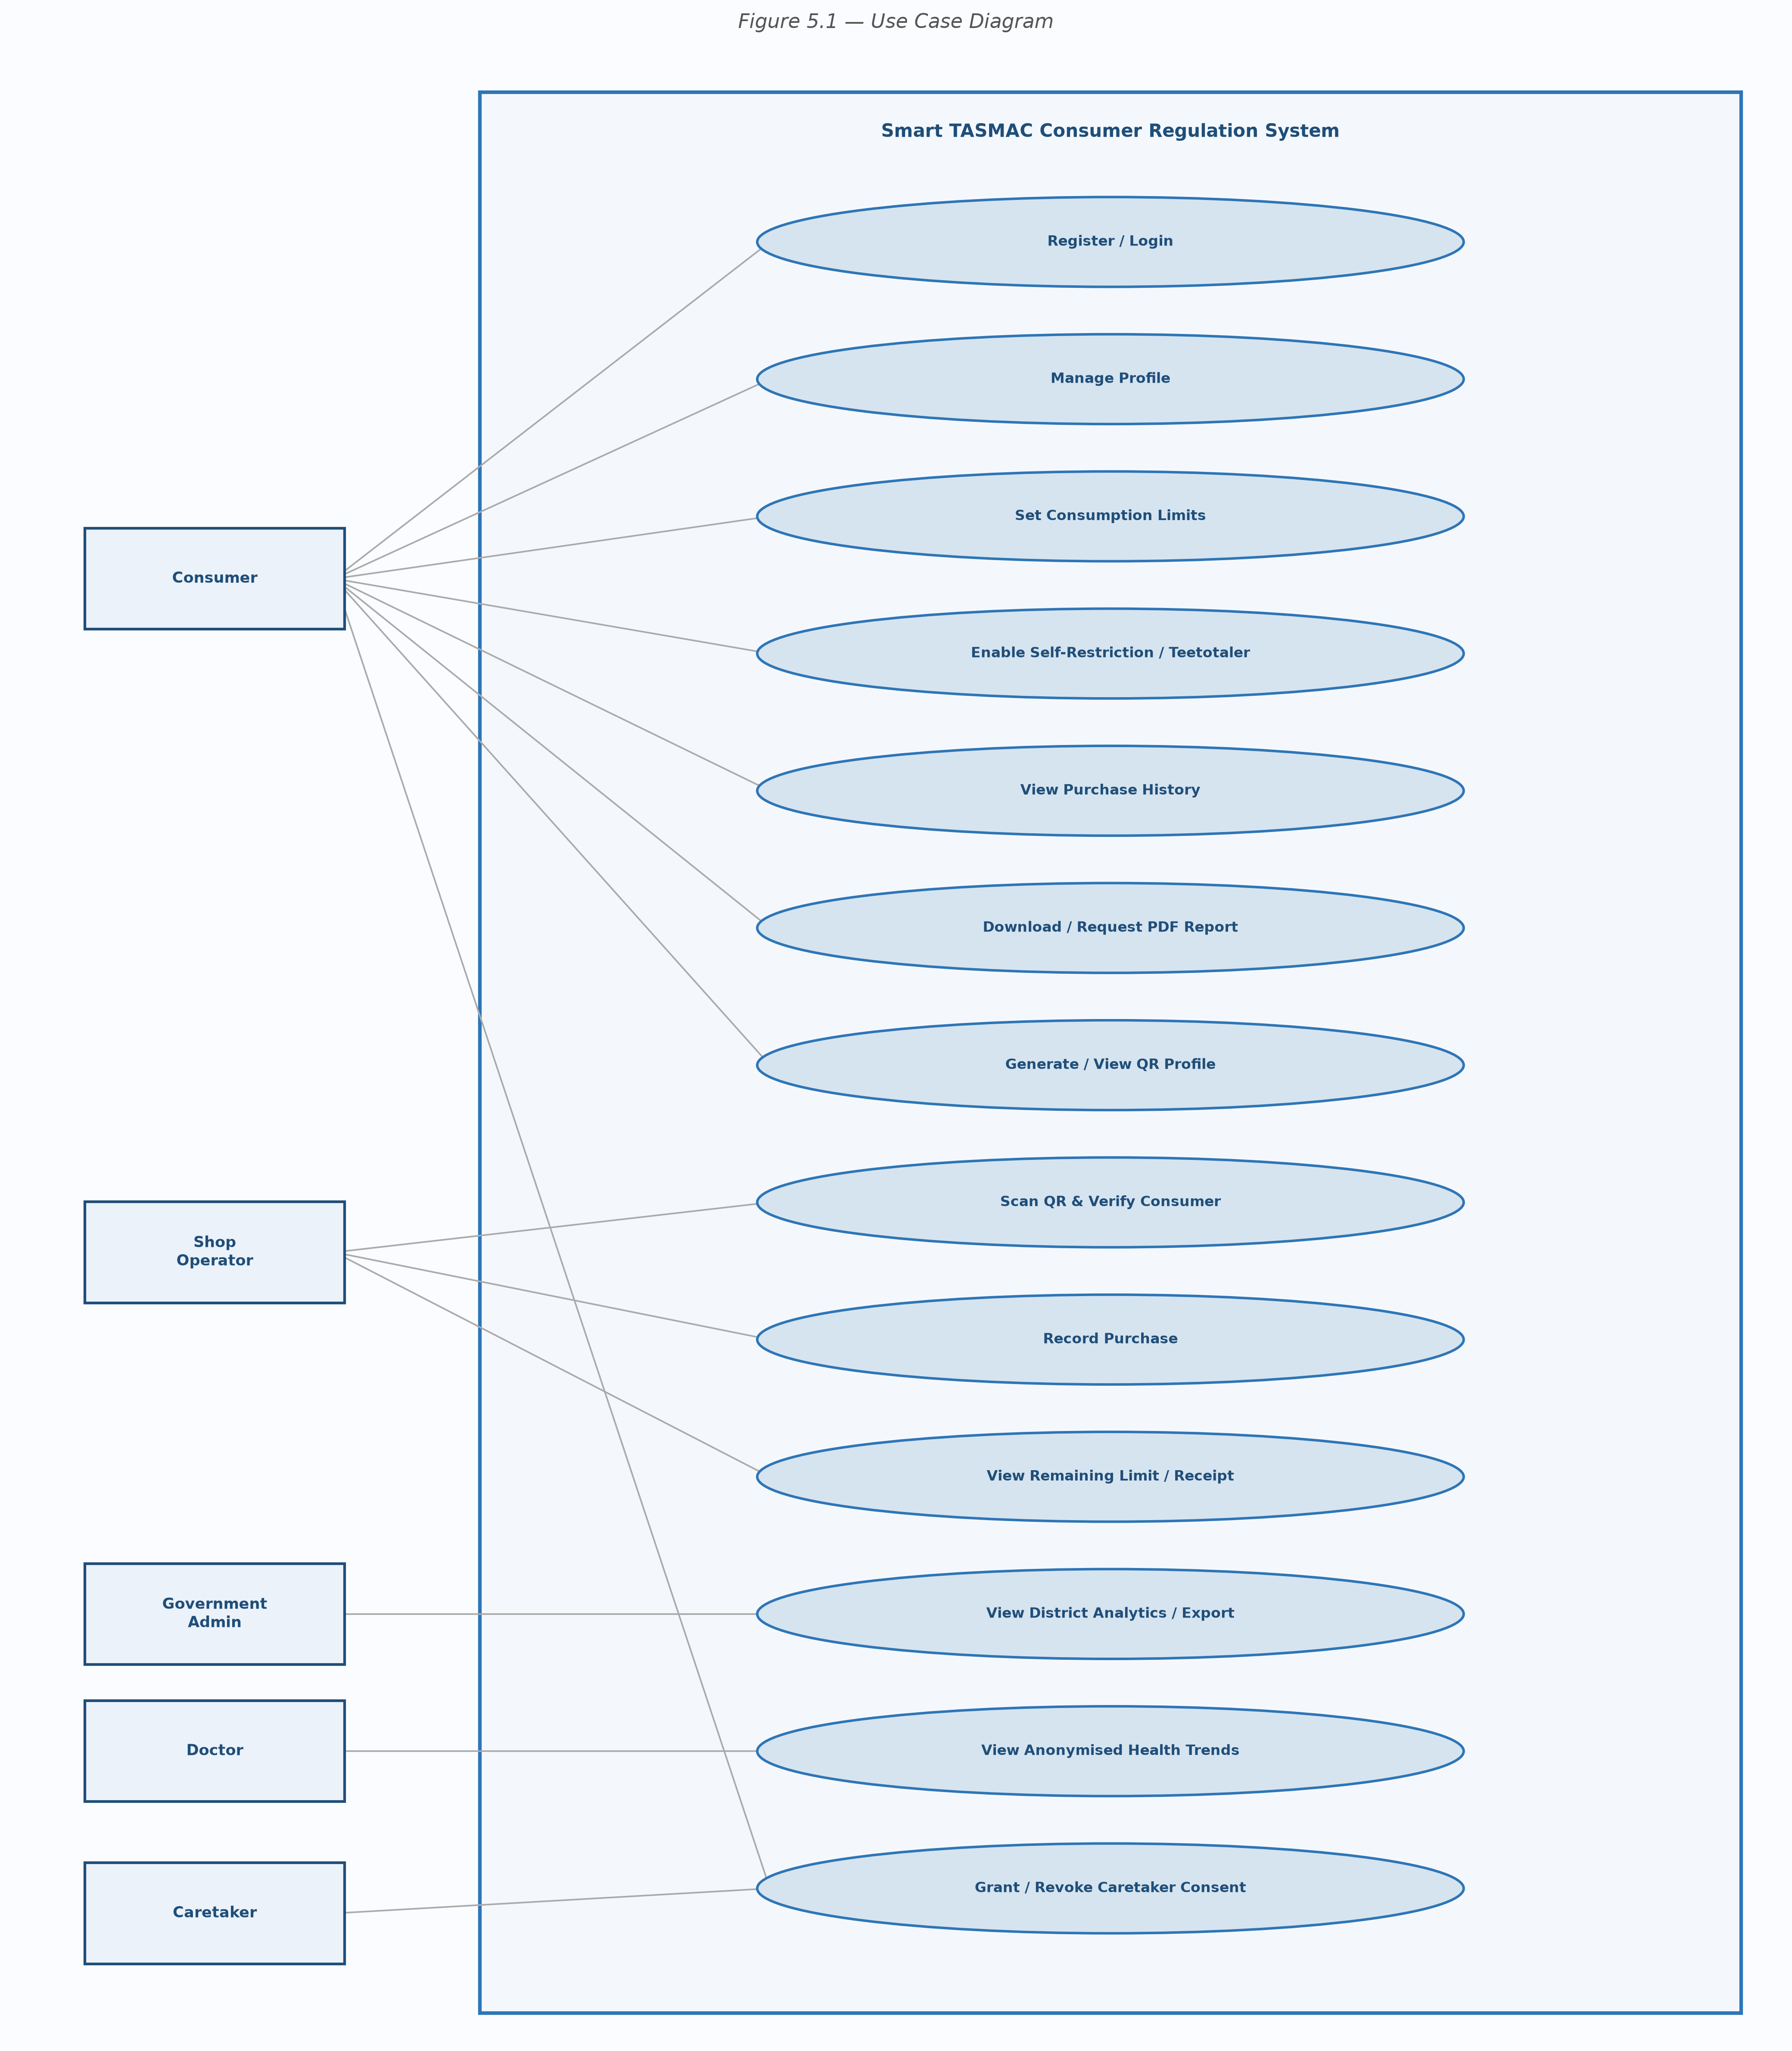 Figure 5.1 — Use Case Diagram
Smart TASMAC Consumer Regulation System
Register / Login
Manage Profile
Set Consumption Limits
Consumer
Enable Self-Restriction / Teetotaler
View Purchase History
Download / Request PDF Report
Generate / View QR Profile
Scan QR & Verify Consumer
Shop
Operator
Record Purchase
View Remaining Limit / Receipt
Government
Admin
View District Analytics / Export
Doctor
View Anonymised Health Trends
Caretaker
Grant / Revoke Caretaker Consent